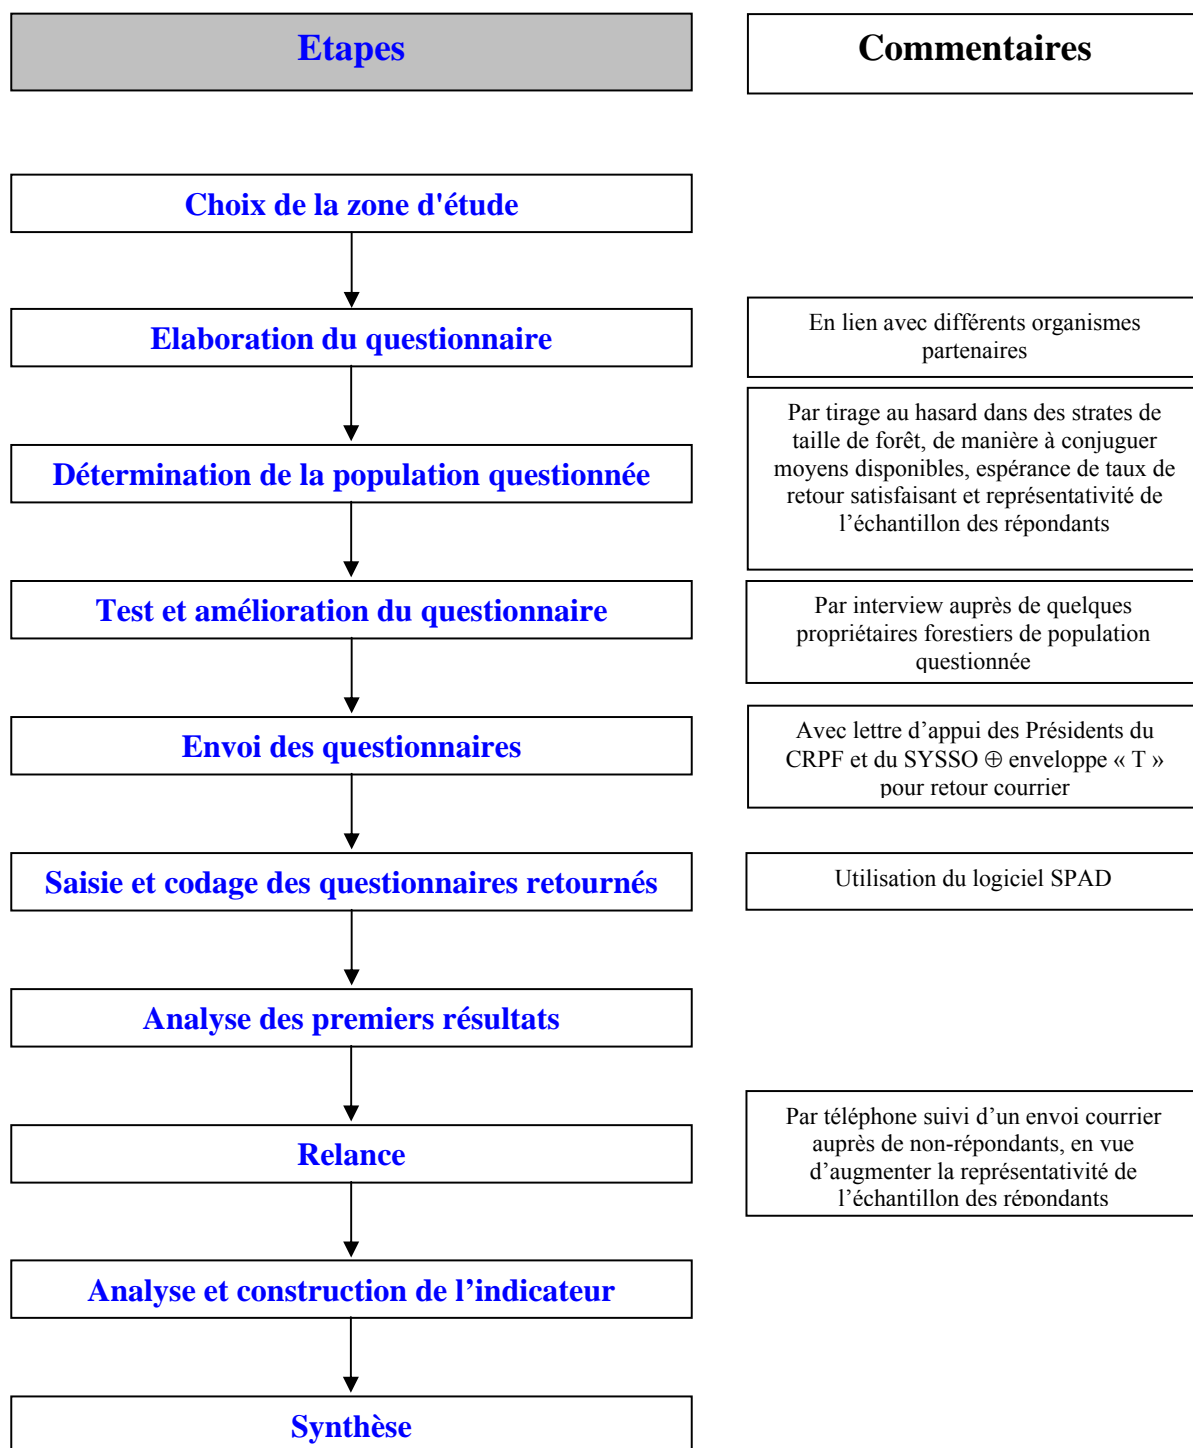 Etapes
Commentaires
Choix de la zone d'étude
Elaboration du questionnaire
En lien avec différents organismes
partenaires
Détermination de la population questionnée
Par tirage au hasard dans des strates de
taille de forêt, de manière à conjuguer
moyens disponibles, espérance de taux de
retour satisfaisant et représentativité de
l’échantillon des répondants
Test et amélioration du questionnaire
Par interview auprès de quelques
propriétaires forestiers de population
questionnée
Envoi des questionnaires
Avec lettre d’appui des Présidents du
CRPF et du SYSSO ⊕ enveloppe « T »
pour retour courrier
Saisie et codage des questionnaires retournés
Utilisation du logiciel SPAD
Analyse des premiers résultats
Relance
Par téléphone suivi d’un envoi courrier
auprès de non-répondants, en vue
d’augmenter la représentativité de
l’échantillon des répondants
Analyse et construction de l’indicateur
Synthèse